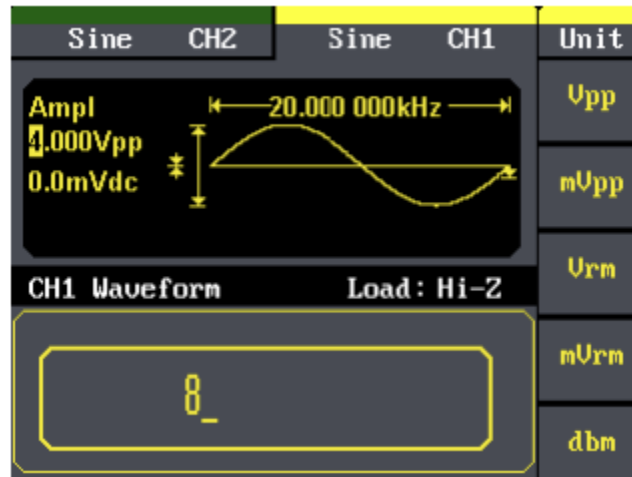 Sine CH2 Sine CH1 Unit
Ampl 20.000 000kHz Vpp
4.000Vpp
0.0mVdc mVpp
Vrm
CH1 Waveform Load: Hi-Z
mVrm
8_
dbm